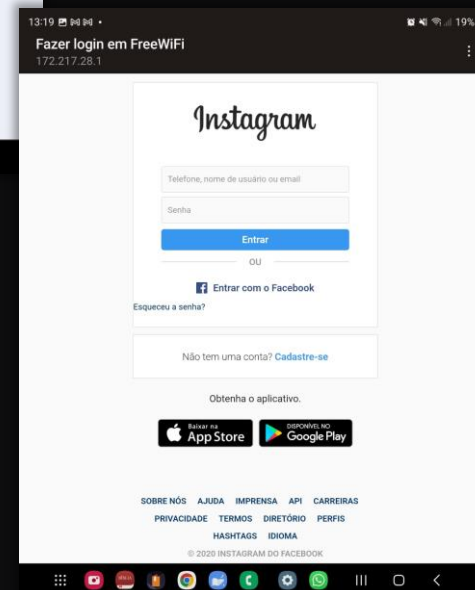 13:19
19%
Fazer login em FreeWiFi
172.217.28.1
Instagram
Telefone, nome de usuário ou email
Senha
Entrar
OU
Entrar com o Facebook
Esqueceu a senha?
Não tem uma conta? Cadastre-se
Obtenha o aplicativo.
Baixar na
App Store
DISPONÍVEL NO
Google Play
SOBRE NÓS AJUDA IMPRENSA API CARREIRAS
PRIVACIDADE TERMOS DIRETÓRIO PERFIS
HASHTAGS IDIOMA
© 2020 INSTAGRAM DO FACEBOOK